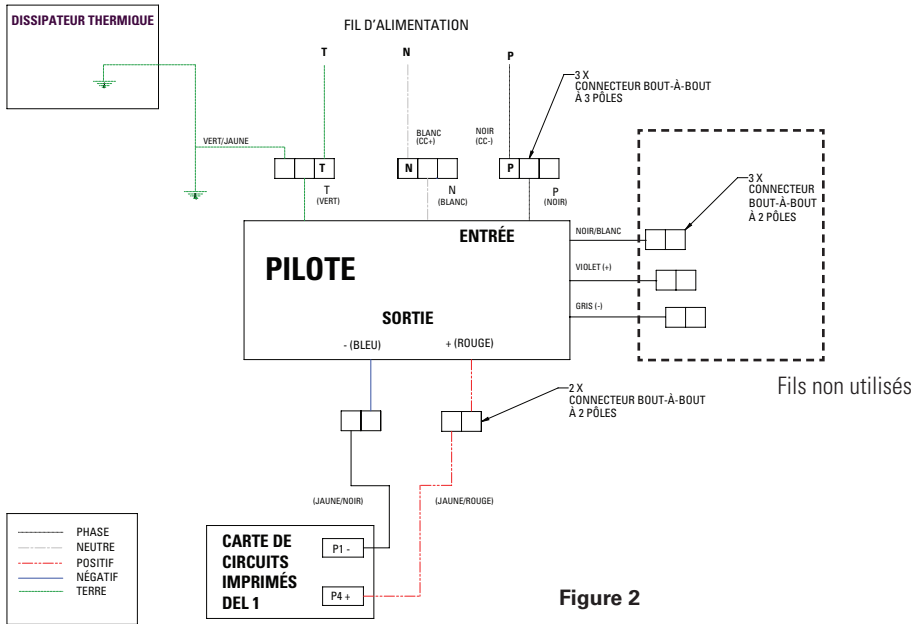 DISSIPATEUR THERMIQUE
FIL D'ALIMENTATION
T
N
P
3 X
CONNECTEUR BOUT-À-BOUT
À 3 PÔLES
VERT/JAUNE
BLANC
(CC+)
NOIR
(CC-)
T
N
P
T
(VERT)
N
(BLANC)
P
(NOIR)
3 X
CONNECTEUR
BOUT-À-BOUT
À 2 PÔLES
ENTRÉE
NOIR/BLANC
PILOTE
VIOLET (+)
GRIS (-)
SORTIE
- (BLEU)
+ (ROUGE)
Fils non utilisés
2 X
CONNECTEUR BOUT-À-BOUT
À 2 PÔLES
(JAUNE/NOIR)
(JAUNE/ROUGE)
PHASE
NEUTRE
POSITIF
NÉGATIF
TERRE
CARTE DE
CIRCUITS
IMPRIMÉS
DEL 1
P1 -
P4 +
Figure 2